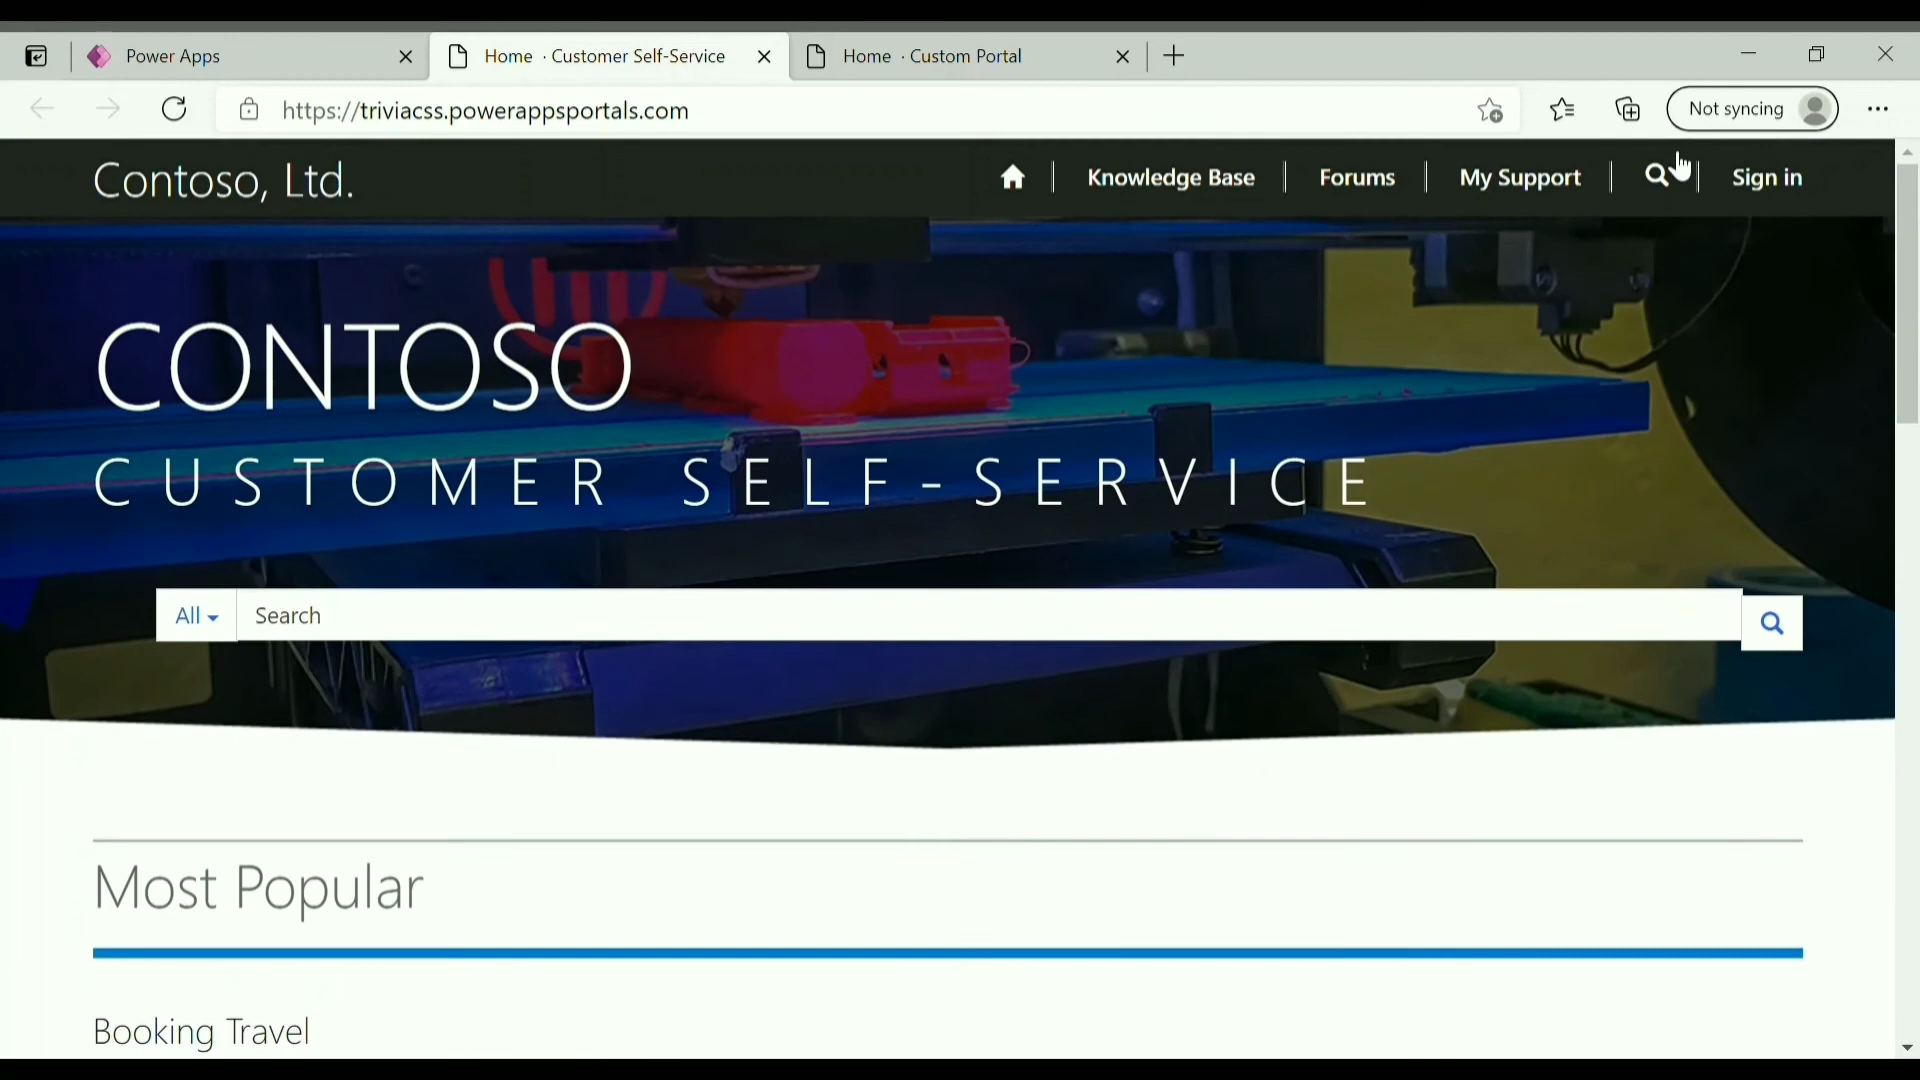 Power Apps
Home · Customer Self-Service
Home · Custom Portal
https://triviacss.powerappsportals.com
Not syncing
Contoso, Ltd.
Knowledge Base
Forums
My Support
Sign in
CONTOSO
CUSTOMER SELF-SERVICE
All
Search
Most Popular
Booking Travel